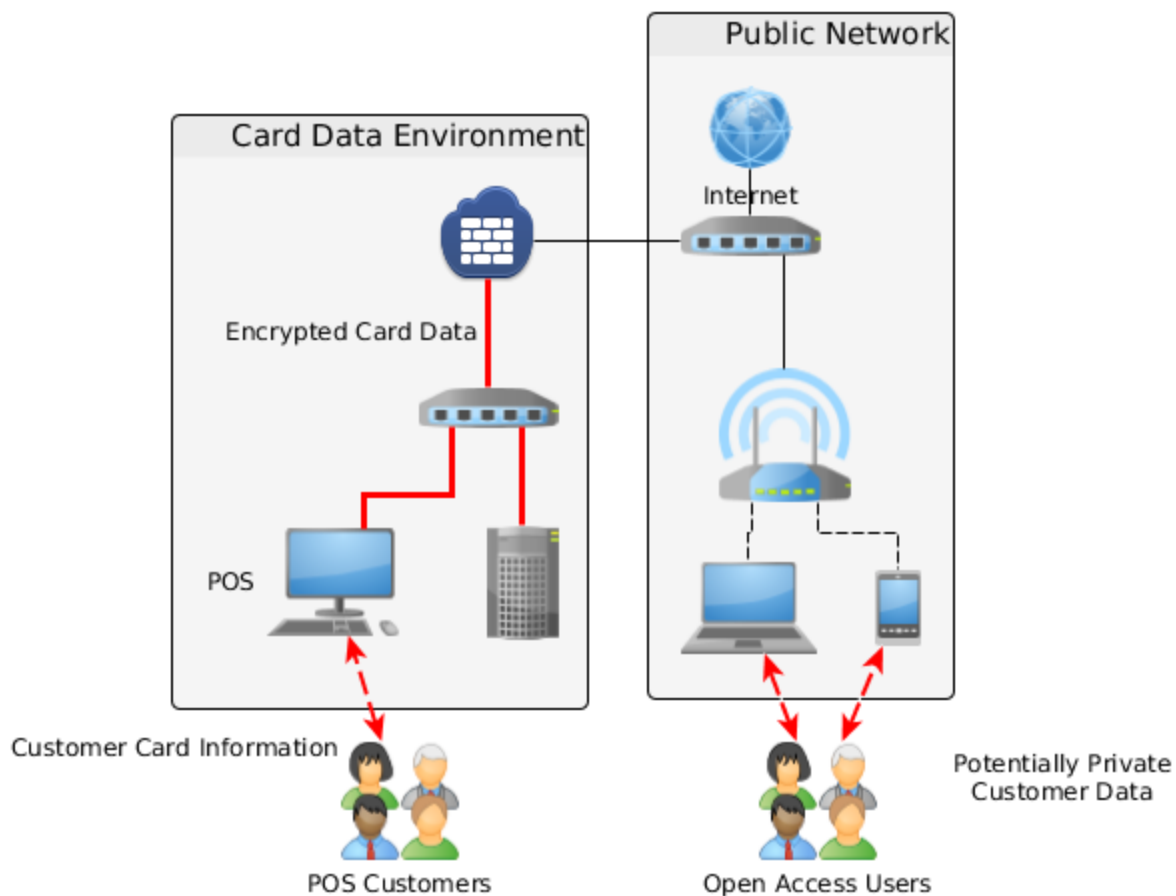 Public Network
Card Data Environment
Internet
Encrypted Card Data
POS
Customer Card Information
Potentially Private
Customer Data
POS Customers
Open Access Users